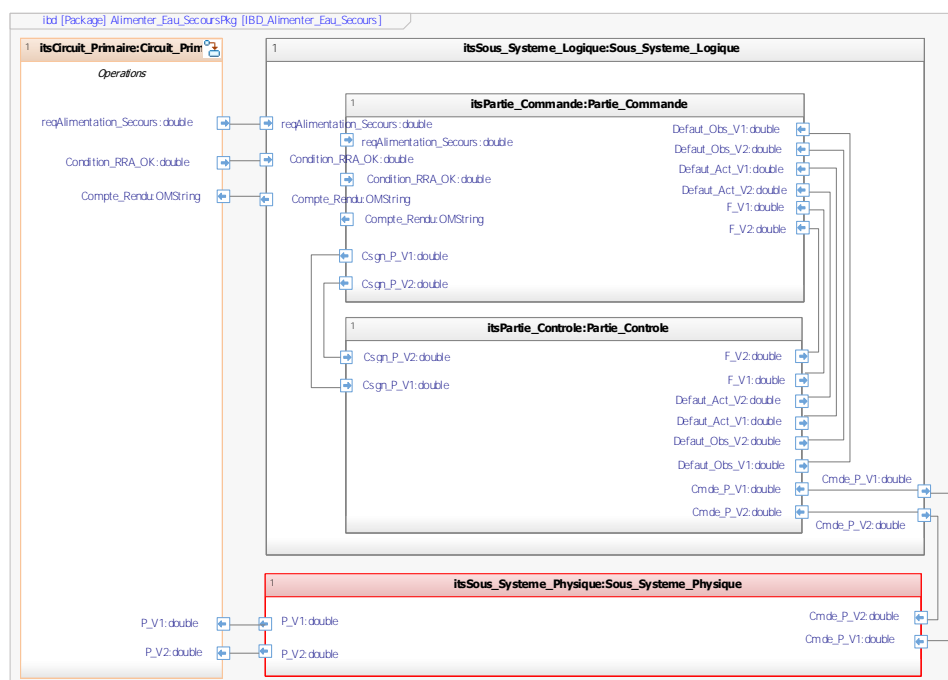 ibd [Package] Alimenter_Eau_SecoursPkg [IBD_Alimenter_Eau_Secours]
1 itsCircuit_Primaire:Circuit_Prim
Operations
reqAlimentation_Secours:double
Condition_RRA_OK:double
Compte_Rendu:OMString
P_V1:double
P_V2:double
1 itsSous_Systeme_Logique:Sous_Systeme_Logique
reqAlimentation_Secours:double
Condition_RRA_OK:double
Compte_Rendu:OMString
1 itsPartie_Commande:Partie_Commande
reqAlimentation_Secours:double
Condition_RRA_OK:double
Compte_Rendu:OMString
Csgn_P_V1:double
Csgn_P_V2:double
Defaut_Obs_V1:double
Defaut_Obs_V2:double
Defaut_Act_V1:double
Defaut_Act_V2:double
F_V1:double
F_V2:double
1 itsPartie_Controle:Partie_Controle
Csgn_P_V2:double
Csgn_P_V1:double
F_V2:double
F_V1:double
Defaut_Act_V2:double
Defaut_Act_V1:double
Defaut_Obs_V2:double
Defaut_Obs_V1:double
Cmde_P_V1:double
Cmde_P_V2:double
Cmde_P_V1:double
Cmde_P_V2:double
1 itsSous_Systeme_Physique:Sous_Systeme_Physique
P_V1:double
P_V2:double
Cmde_P_V2:double
Cmde_P_V1:double